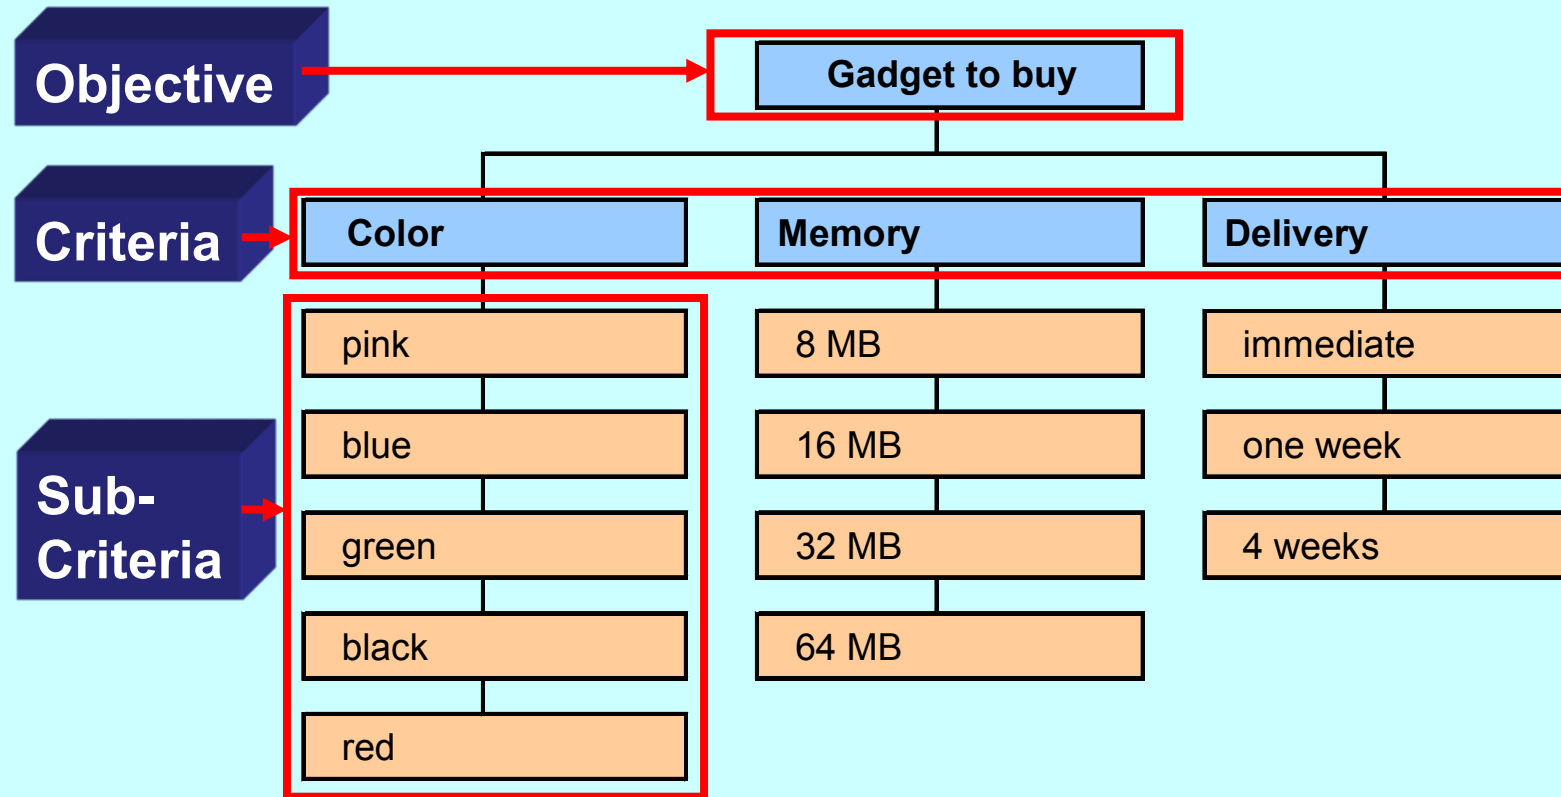 Objective
Gadget to buy
Criteria
Color
Memory
Delivery
Sub-
Criteria
pink
blue
green
black
red
8 MB
16 MB
32 MB
64 MB
immediate
one week
4 weeks